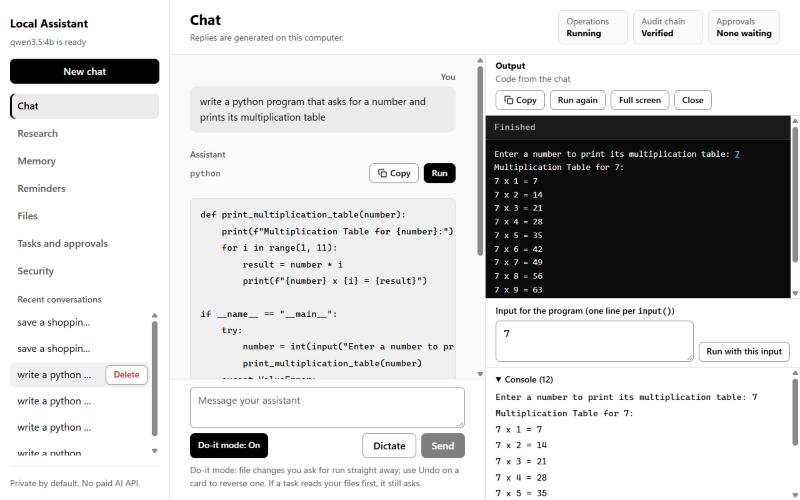 Local Assistant
qwen3.5:4b is ready
New chat
Chat
Research
Memory
Reminders
Files
Tasks and approvals
Security
Recent conversations
save a shoppin...
save a shoppin...
write a python ...
Delete
write a python ...
write a python ...
write a python
Private by default. No paid AI API.
Chat
Replies are generated on this computer.
Operations
Running
Audit chain
Verified
Approvals
None waiting
You
write a python program that asks for a number and
prints its multiplication table
Assistant
python
Copy
Run
def print_multiplication_table(number):
    print(f"Multiplication Table for {number}:")
    for i in range(1, 11):
        result = number * i
        print(f"{number} x {i} = {result}")
if __name__ == "__main__":
    try:
        number = int(input("Enter a number to pr
        print_multiplication_table(number)
    except ValueError:
Message your assistant
Do-it mode: On
Dictate
Send
Do-it mode: file changes you ask for run straight away; use Undo on a
card to reverse one. If a task reads your files first, it still asks.
Output
Code from the chat
Copy
Run again
Full screen
Close
Finished
Enter a number to print its multiplication table: 7
Multiplication Table for 7:
7 x 1 = 7
7 x 2 = 14
7 x 3 = 21
7 x 4 = 28
7 x 5 = 35
7 x 6 = 42
7 x 7 = 49
7 x 8 = 56
7 x 9 = 63
Input for the program (one line per input())
7
Run with this input
▼ Console (12)
Enter a number to print its multiplication table: 7
Multiplication Table for 7:
7 x 1 = 7
7 x 2 = 14
7 x 3 = 21
7 x 4 = 28
7 x 5 = 35